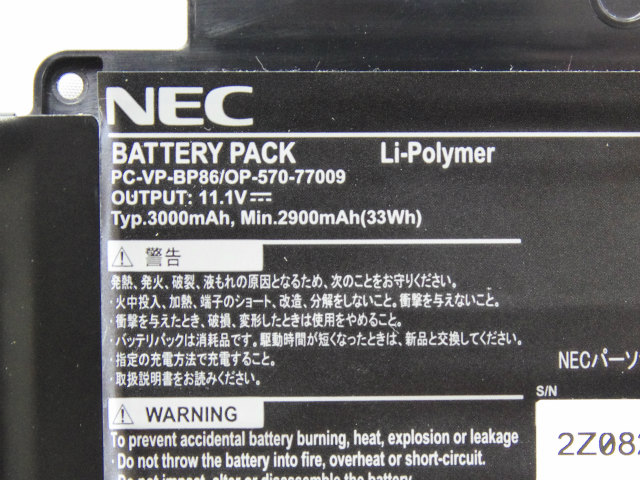 NEC
BATTERY PACK Li-Polymer
PC-VP-BP86/OP-570-77009
OUTPUT: 11.1V⎓
Typ.3000mAh, Min.2900mAh(33Wh)
⚠ 警告
発熱、発火、破裂、液もれの原因となるため、次のことをお守りください。
・火中投入、加熱、端子のショート、改造、分解をしないこと。衝撃を与えないこと。
・衝撃を与えたとき、破損、変形したときは使用をやめること。
・バッテリパックは消耗品です。駆動時間が短くなったときは、新品と交換してください。
・指定の充電方法で充電すること。
・取扱説明書をお読みください。
NECパーソ
S/N
2Z082
⚠ WARNING
To prevent accidental battery burning, heat, explosion or leakage
・Do not throw the battery into fire, overheat or short-circuit.
・Do not impact, alter or disassemble the battery.